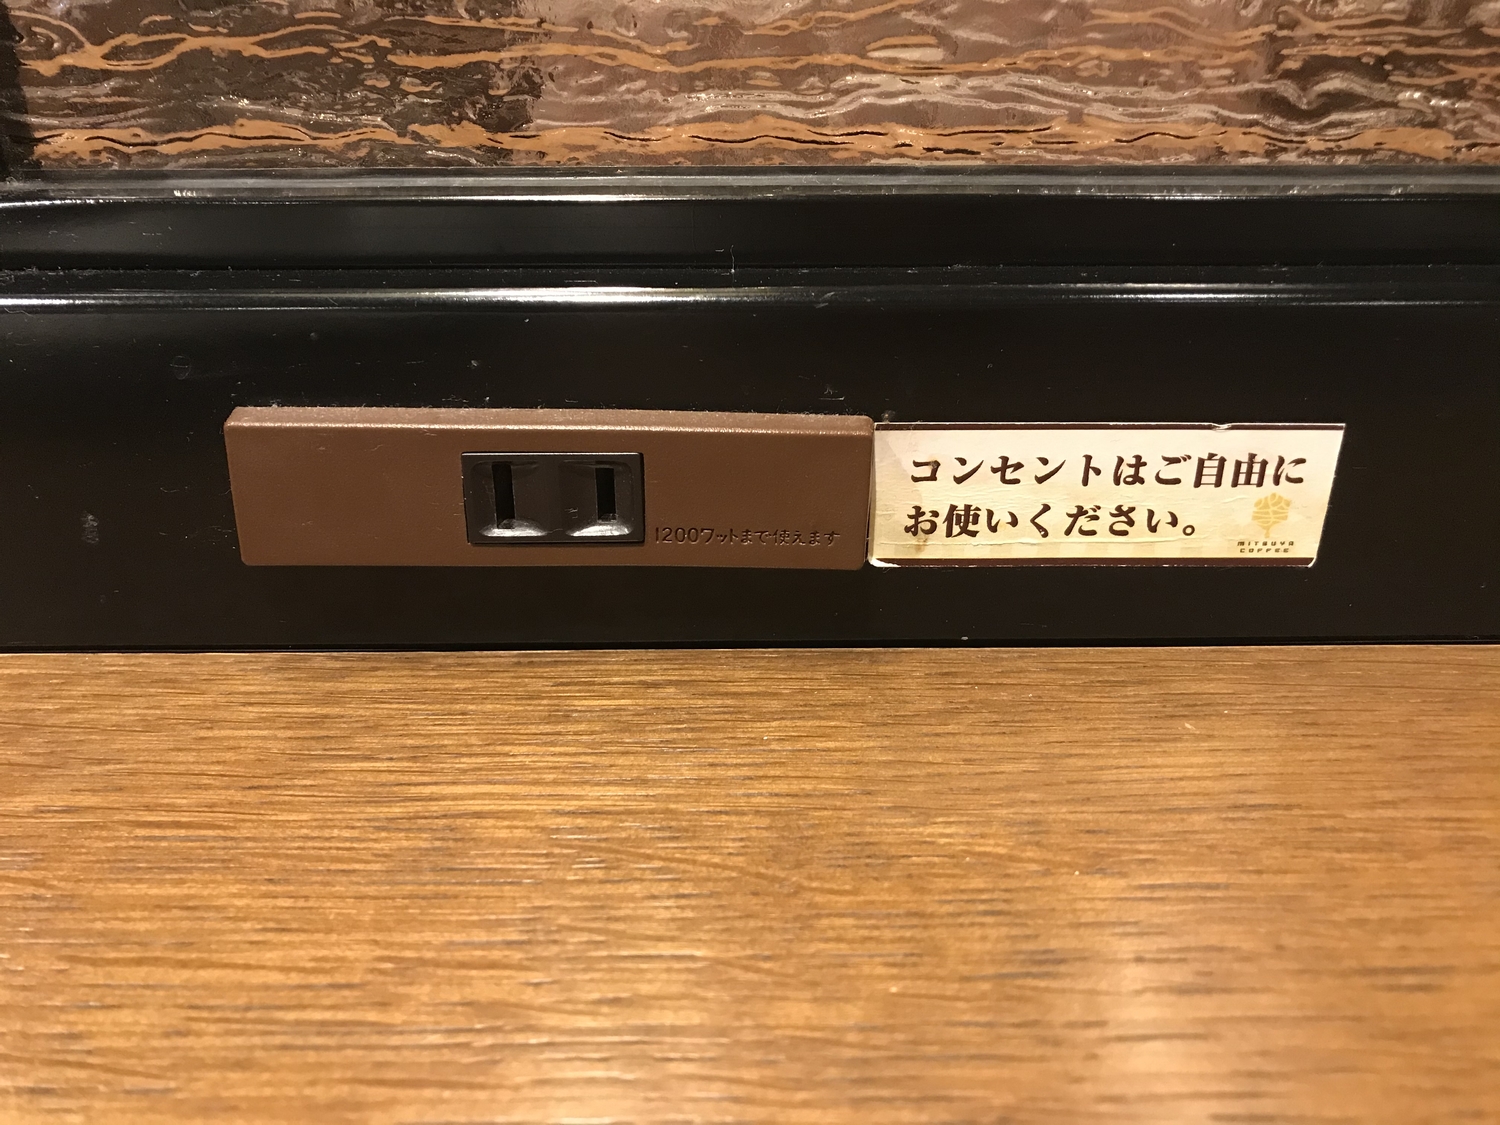 1200ワットまで使えます
コンセントはご自由に
お使いください。
MITSUYA
COFFEE